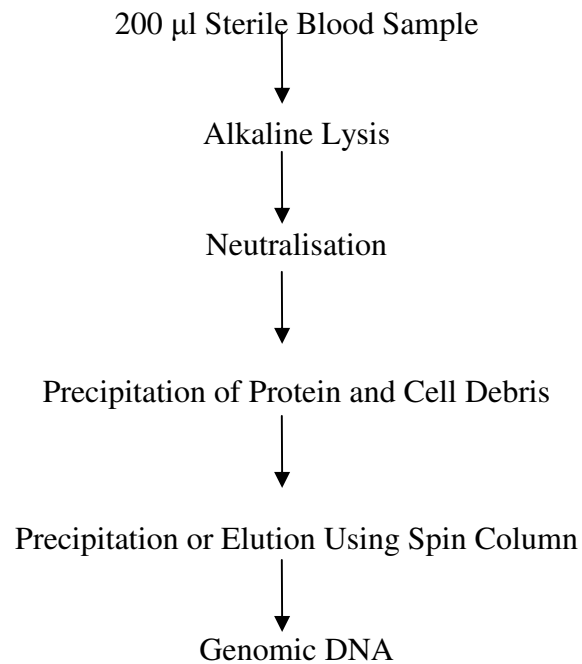 200 µl Sterile Blood Sample
Alkaline Lysis
Neutralisation
Precipitation of Protein and Cell Debris
Precipitation or Elution Using Spin Column
Genomic DNA